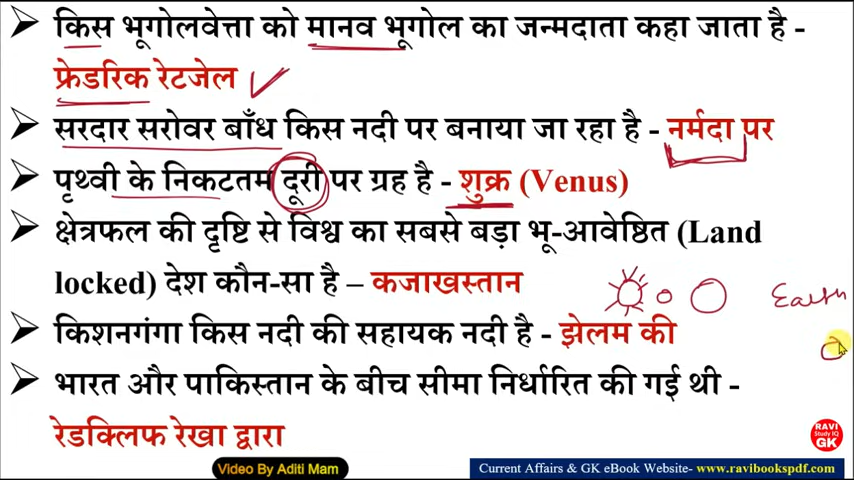 ➤ किस भूगोलवेत्ता को मानव भूगोल का जन्मदाता कहा जाता है -
फ्रेडरिक रेटजेल
➤ सरदार सरोवर बाँध किस नदी पर बनाया जा रहा है - नर्मदा पर
➤ पृथ्वी के निकटतम दूरी पर ग्रह है - शुक्र (Venus)
➤ क्षेत्रफल की दृष्टि से विश्व का सबसे बड़ा भू-आवेष्ठित (Land
locked) देश कौन-सा है – कजाखस्तान
Earth
➤ किशनगंगा किस नदी की सहायक नदी है - झेलम की
➤ भारत और पाकिस्तान के बीच सीमा निर्धारित की गई थी -
रेडक्लिफ रेखा द्वारा
RAVI
Study IQ
GK
Video By Aditi Mam
Current Affairs & GK eBook Website- www.ravibookspdf.com